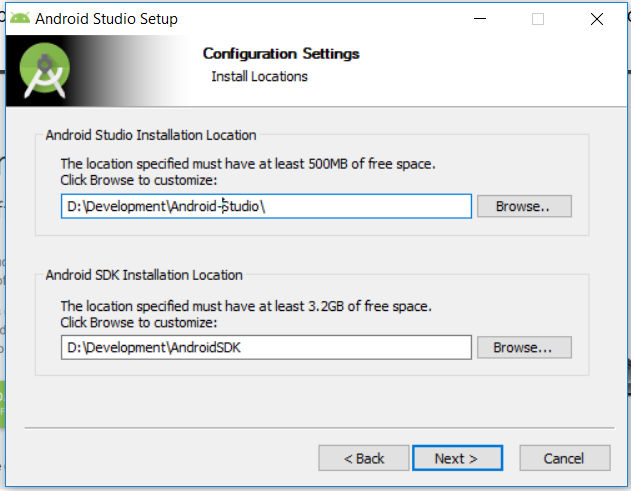 Android Studio Setup
Configuration Settings
Install Locations
Android Studio Installation Location
The location specified must have at least 500MB of free space.
Click Browse to customize:
D:\Development\Android-Studio\
Browse..
Android SDK Installation Location
The location specified must have at least 3.2GB of free space.
Click Browse to customize:
D:\Development\AndroidSDK
Browse...
< Back
Next >
Cancel